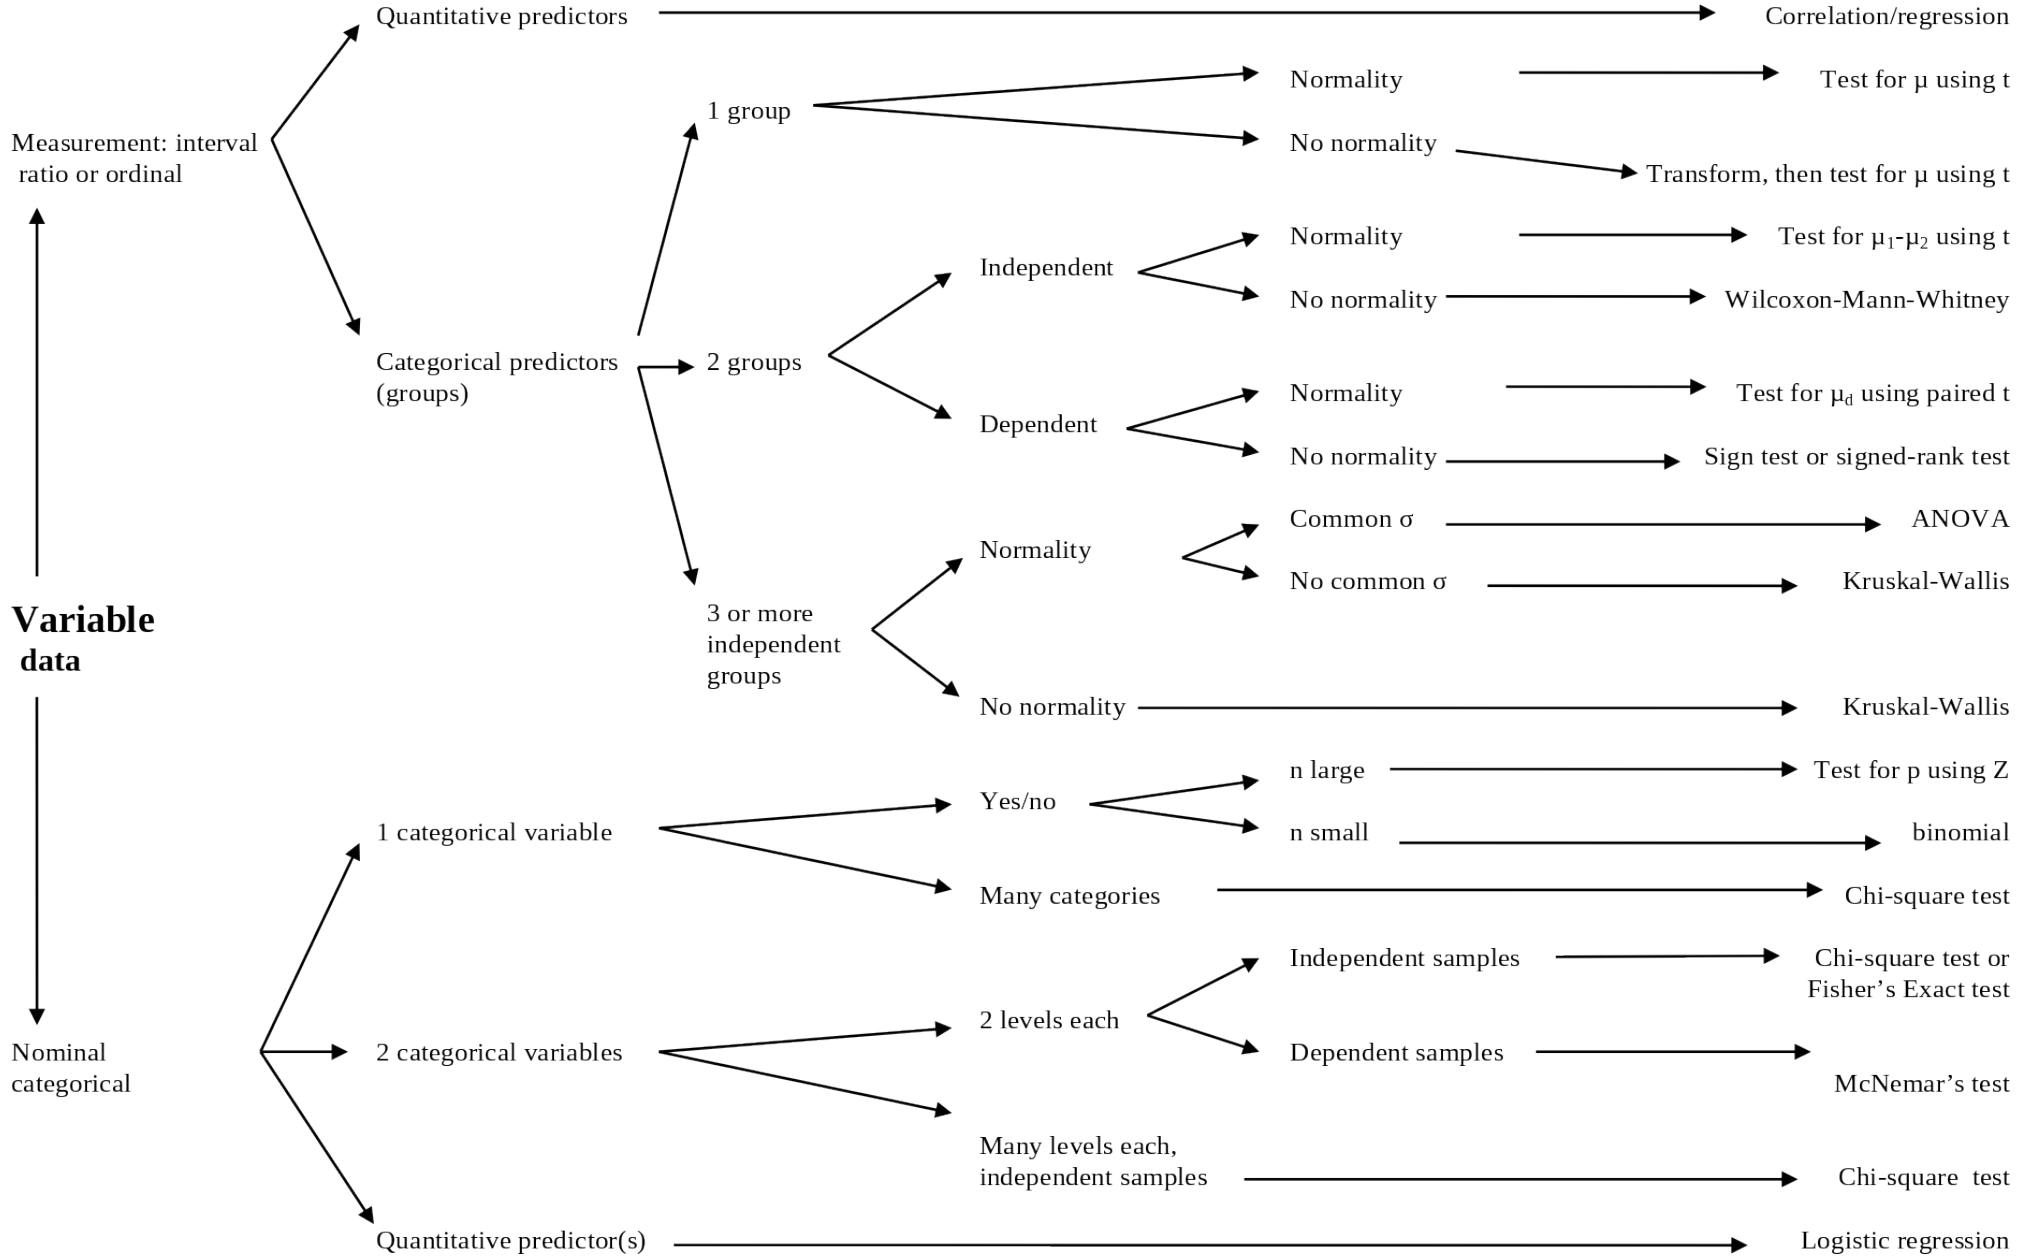 Quantitative predictors Correlation/regression
Normality Test for µ using t
1 group
Measurement: interval No normality
ratio or ordinal Transform, then test for µ using t
Normality Test for µ₁-µ₂ using t
Independent
No normality Wilcoxon-Mann-Whitney
Categorical predictors 2 groups
(groups) Normality Test for µd using paired t
Dependent
No normality Sign test or signed-rank test
Common σ ANOVA
Normality
No common σ Kruskal-Wallis
Variable 3 or more
independent
data groups
No normality Kruskal-Wallis
n large Test for p using Z
Yes/no
1 categorical variable n small binomial
Many categories Chi-square test
Independent samples Chi-square test or
Fisher’s Exact test
2 levels each
Nominal 2 categorical variables Dependent samples
categorical McNemar’s test
Many levels each,
independent samples Chi-square test
Quantitative predictor(s) Logistic regression